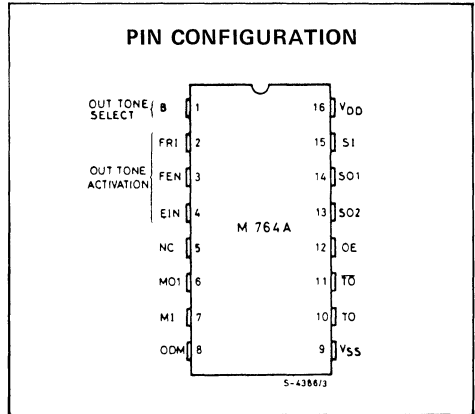 PIN CONFIGURATION
OUT TONE SELECT { B 1
16 VDD
FRI 2
15 SI
OUT TONE ACTIVATION
FEN 3
14 SO1
EIN 4
13 SO2
M 764A
NC 5
12 OE
MO1 6
11 T̅O̅
MI 7
10 TO
ODM 8
9 VSS
S-4386/3